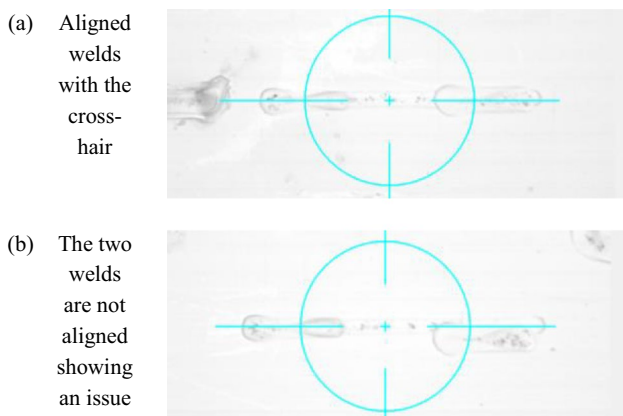 (a) Aligned
welds
with the
cross-
hair
(b) The two
welds
are not
aligned
showing
an issue